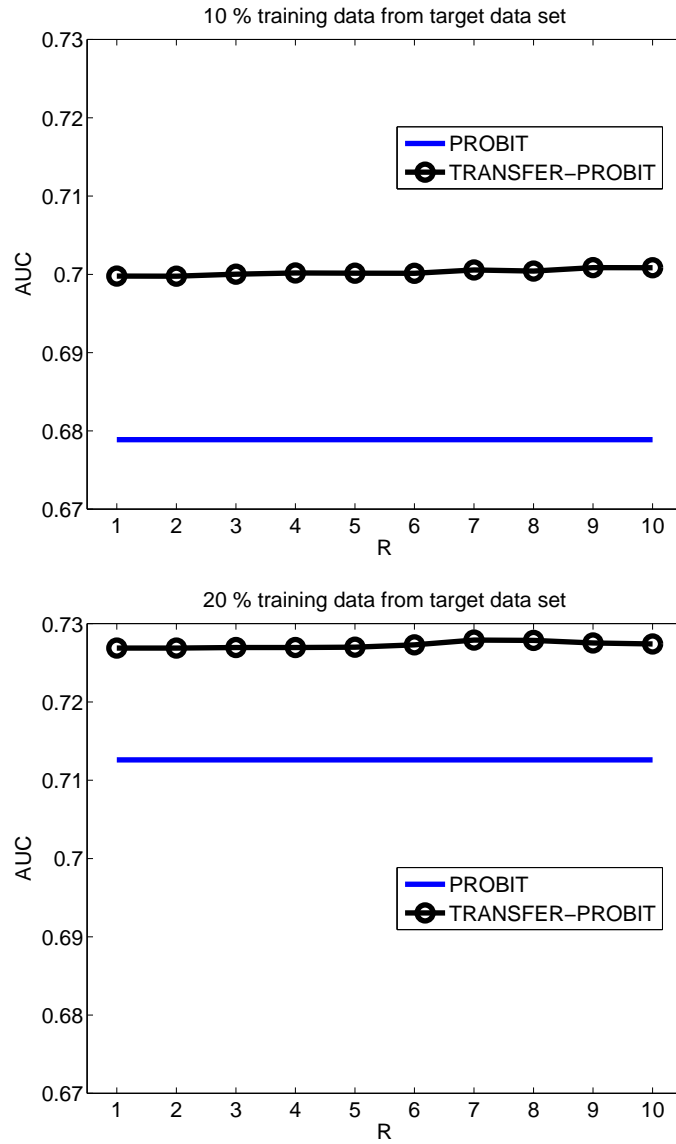 10 % training data from target data set
0.73
0.72
0.71
0.7
0.69
0.68
0.67
AUC
PROBIT
TRANSFER−PROBIT
1 2 3 4 5 6 7 8 9 10
R
20 % training data from target data set
0.73
0.72
0.71
0.7
0.69
0.68
0.67
AUC
PROBIT
TRANSFER−PROBIT
1 2 3 4 5 6 7 8 9 10
R